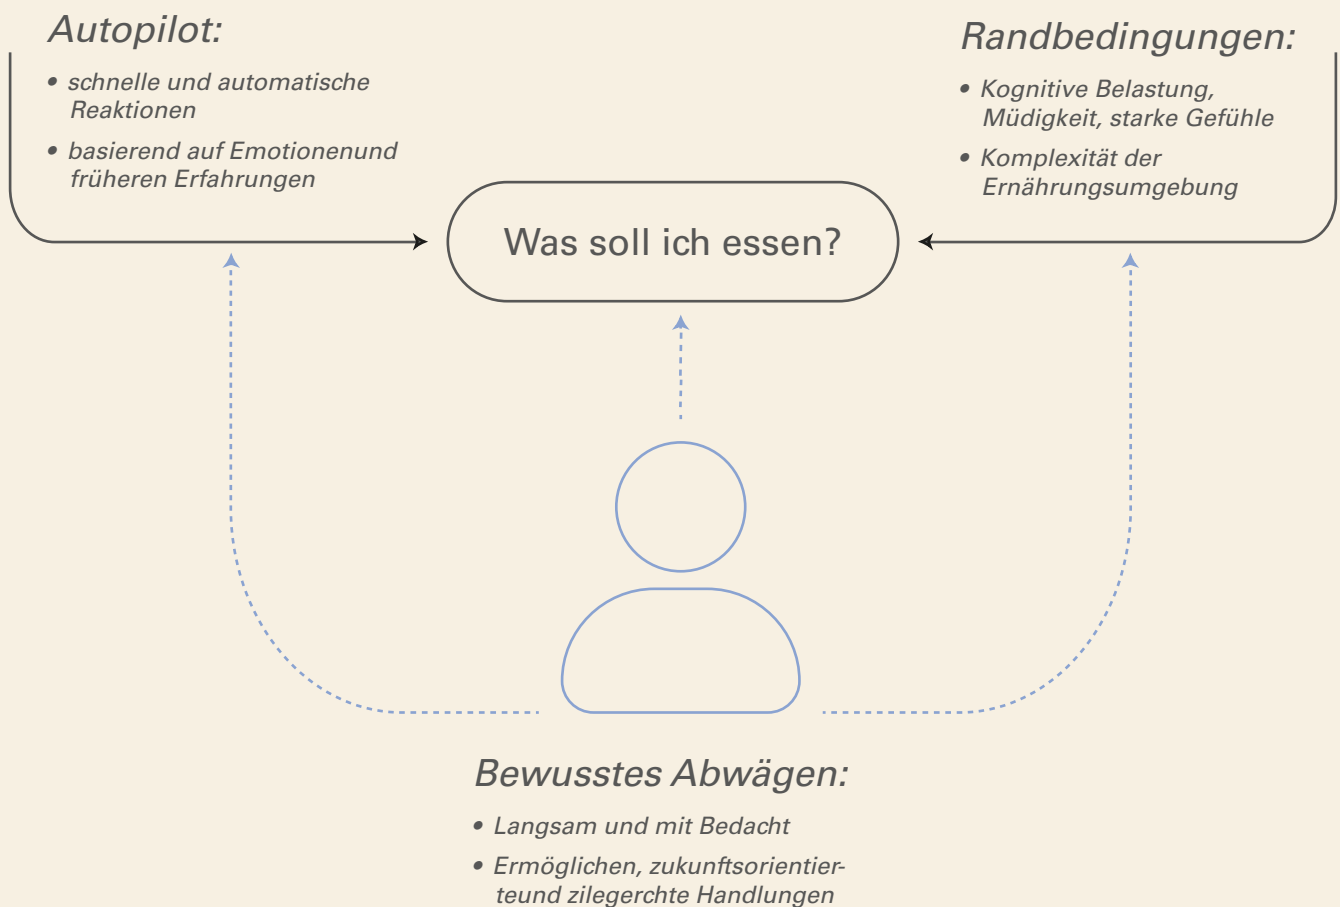 Autopilot:
• schnelle und automatische
Reaktionen
• basierend auf Emotionenund
früheren Erfahrungen
Randbedingungen:
• Kognitive Belastung,
Müdigkeit, starke Gefühle
• Komplexität der
Ernährungsumgebung
Was soll ich essen?
Bewusstes Abwägen:
• Langsam und mit Bedacht
• Ermöglichen, zukunftsorientier-
teund zilegerchte Handlungen